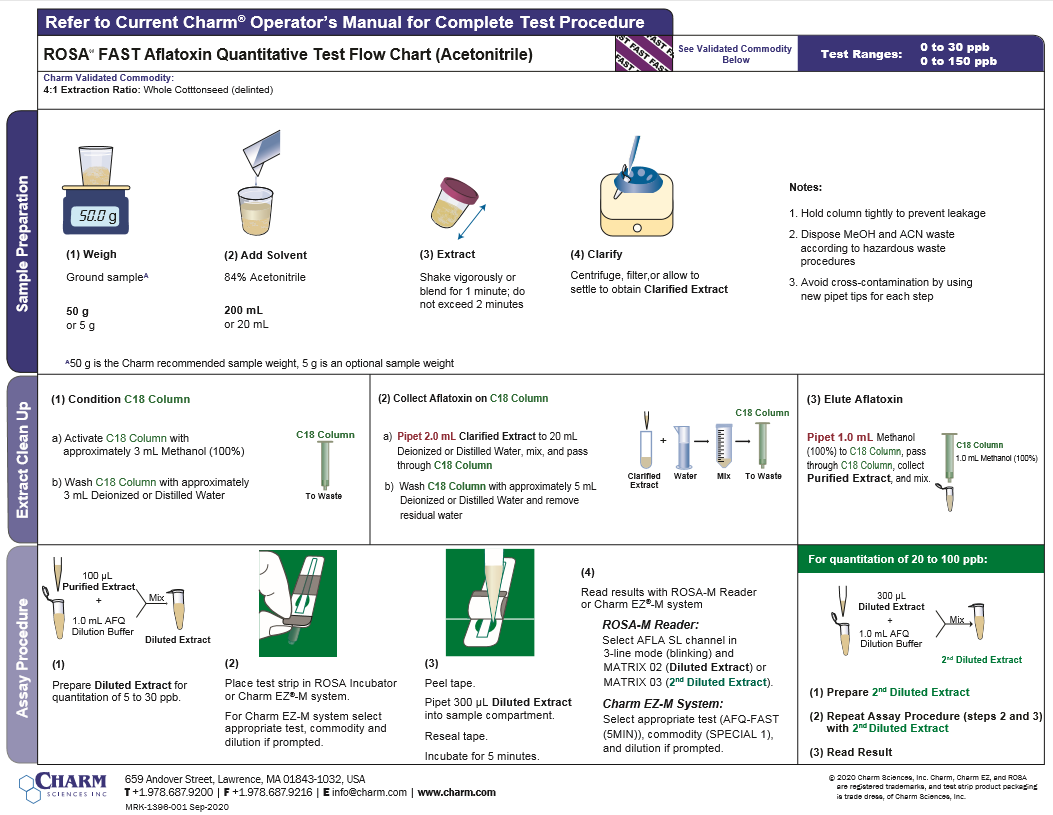 Refer to Current Charm® Operator's Manual for Complete Test Procedure
ROSA℠ FAST Aflatoxin Quantitative Test Flow Chart (Acetonitrile)
See Validated Commodity
Below
Test Ranges:
0 to 30 ppb
0 to 150 ppb
Charm Validated Commodity:
4:1 Extraction Ratio: Whole Cotttonseed (delinted)
Sample Preparation
50.0 g
(1) Weigh
Ground sampleᴬ
50 g
or 5 g
(2) Add Solvent
84% Acetonitrile
200 mL
or 20 mL
(3) Extract
Shake vigorously or
blend for 1 minute; do
not exceed 2 minutes
(4) Clarify
Centrifuge, filter,or allow to
settle to obtain Clarified Extract
Notes:
1. Hold column tightly to prevent leakage
2. Dispose MeOH and ACN waste
according to hazardous waste
procedures
3. Avoid cross-contamination by using
new pipet tips for each step
ᴬ50 g is the Charm recommended sample weight, 5 g is an optional sample weight
Extract Clean Up
(1) Condition C18 Column
a) Activate C18 Column with
approximately 3 mL Methanol (100%)
b) Wash C18 Column with approximately
3 mL Deionized or Distilled Water
C18 Column
To Waste
(2) Collect Aflatoxin on C18 Column
a) Pipet 2.0 mL Clarified Extract to 20 mL
Deionized or Distilled Water, mix, and pass
through C18 Column
b) Wash C18 Column with approximately 5 mL
Deionized or Distilled Water and remove
residual water
C18 Column
+
Clarified
Extract
Water
Mix
To Waste
(3) Elute Aflatoxin
Pipet 1.0 mL Methanol
(100%) to C18 Column, pass
through C18 Column, collect
Purified Extract, and mix.
C18 Column
1.0 mL Methanol (100%)
Assay Procedure
100 µL
Purified Extract
+
1.0 mL AFQ
Dilution Buffer
Mix
Diluted Extract
(1)
Prepare Diluted Extract for
quantitation of 5 to 30 ppb.
(2)
Place test strip in ROSA Incubator
or Charm EZ®-M system.
For Charm EZ-M system select
appropriate test, commodity and
dilution if prompted.
(3)
Peel tape.
Pipet 300 µL Diluted Extract
into sample compartment.
Reseal tape.
Incubate for 5 minutes.
(4)
Read results with ROSA-M Reader
or Charm EZ®-M system
ROSA-M Reader:
Select AFLA SL channel in
3-line mode (blinking) and
MATRIX 02 (Diluted Extract) or
MATRIX 03 (2nd Diluted Extract).
Charm EZ-M System:
Select appropriate test (AFQ-FAST
(5MIN)), commodity (SPECIAL 1),
and dilution if prompted.
For quantitation of 20 to 100 ppb:
300 µL
Diluted Extract
+
1.0 mL AFQ
Dilution Buffer
Mix
2nd Diluted Extract
(1) Prepare 2nd Diluted Extract
(2) Repeat Assay Procedure (steps 2 and 3)
with 2nd Diluted Extract
(3) Read Result
CHARM
SCIENCES INC
659 Andover Street, Lawrence, MA 01843-1032, USA
T +1.978.687.9200 | F +1.978.687.9216 | E info@charm.com | www.charm.com
MRK-1396-001 Sep-2020
© 2020 Charm Sciences, Inc. Charm, Charm EZ, and ROSA
are registered trademarks, and test strip product packaging
is trade dress, of Charm Sciences, Inc.